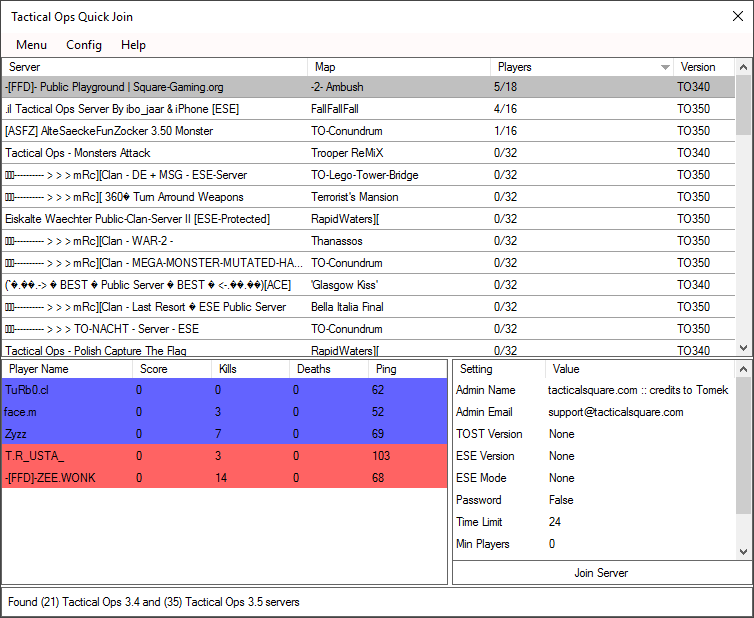 Tactical Ops Quick Join
Menu Config Help
Server Map Players Version
-[FFD]- Public Playground | Square-Gaming.org -2- Ambush 5/18 TO340
.il Tactical Ops Server By ibo_jaar & iPhone [ESE] FallFallFall 4/16 TO350
[ASFZ] AlteSaeckeFunZocker 3.50 Monster TO-Conundrum 1/16 TO350
Tactical Ops - Monsters Attack Trooper ReMiX 0/32 TO340
▯▯▯---------- > > > mRc][Clan - DE + MSG - ESE-Server TO-Lego-Tower-Bridge 0/32 TO350
▯▯▯---------- > > > mRc][ 360� Turn Arround Weapons Terrorist's Mansion 0/32 TO350
Eiskalte Waechter Public-Clan-Server II [ESE-Protected] RapidWaters][ 0/32 TO350
▯▯▯---------- > > > mRc][Clan - WAR-2 - Thanassos 0/32 TO350
▯▯▯---------- > > > mRc][Clan - MEGA-MONSTER-MUTATED-HA... TO-Conundrum 0/32 TO350
(`�.��.-> � BEST � Public Server � BEST � <-.��.��)[ACE] 'Glasgow Kiss' 0/32 TO340
▯▯▯---------- > > > mRc][Clan - Last Resort � ESE Public Server Bella Italia Final 0/32 TO350
▯▯▯---------- > > > TO-NACHT - Server - ESE TO-Conundrum 0/32 TO350
Tactical Ops - Polish Capture The Flag RapidWaters][ 0/32 TO340
Player Name Score Kills Deaths Ping
TuRb0.cl 0 0 0 62
face.m 0 3 0 52
Zyzz 0 7 0 69
T.R_USTA_ 0 3 0 103
-[FFD]-ZEE.WONK 0 14 0 68
Setting Value
Admin Name tacticalsquare.com :: credits to Tomek
Admin Email support@tacticalsquare.com
TOST Version None
ESE Version None
ESE Mode None
Password False
Time Limit 24
Min Players 0
Join Server
Found (21) Tactical Ops 3.4 and (35) Tactical Ops 3.5 servers